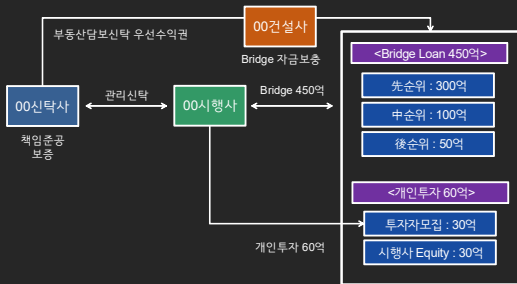 부동산담보신탁 우선수익권
00건설사
Bridge 자금보충
<Bridge Loan 450억>
先순위 : 300억
中순위 : 100억
後순위 : 50억
00신탁사
관리신탁
00시행사
Bridge 450억
책임준공
보증
<개인투자 60억>
투자자모집 : 30억
시행사 Equity : 30억
개인투자 60억